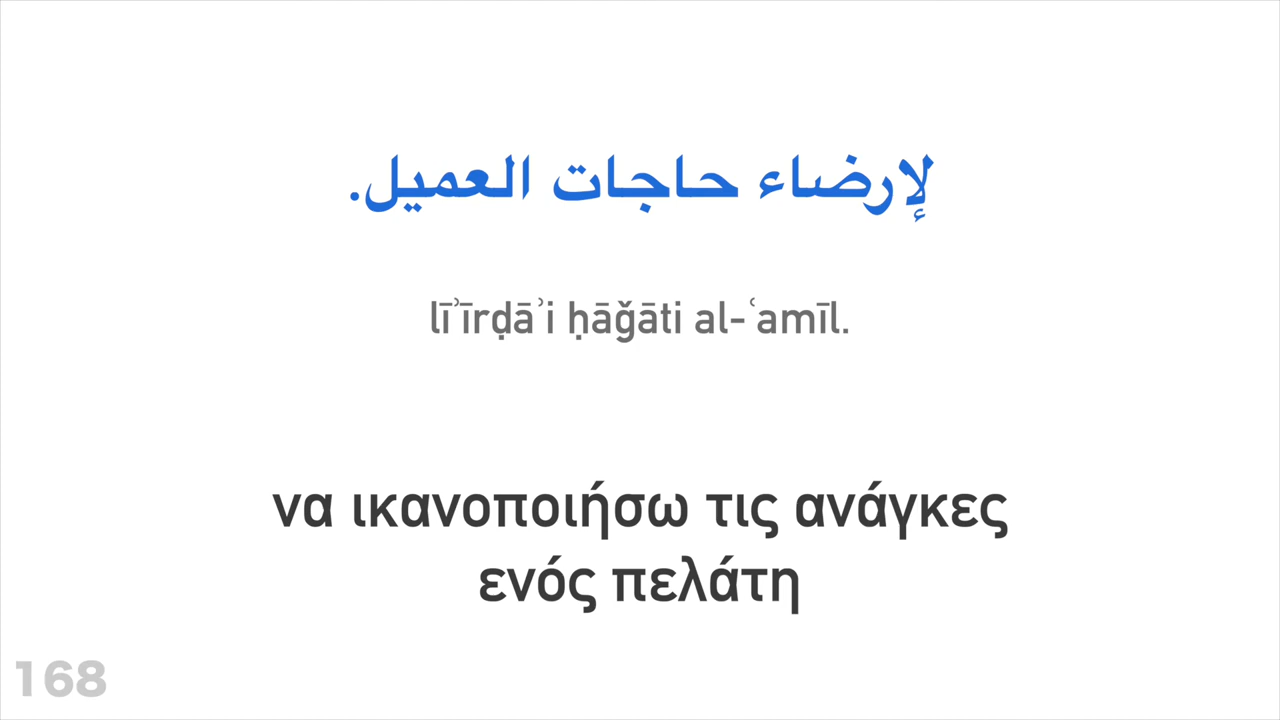 لإرضاء حاجات العميل.
līʾīrḍāʾi ḥāǧāti al-ʿamīl.
να ικανοποιήσω τις ανάγκες
ενός πελάτη
168